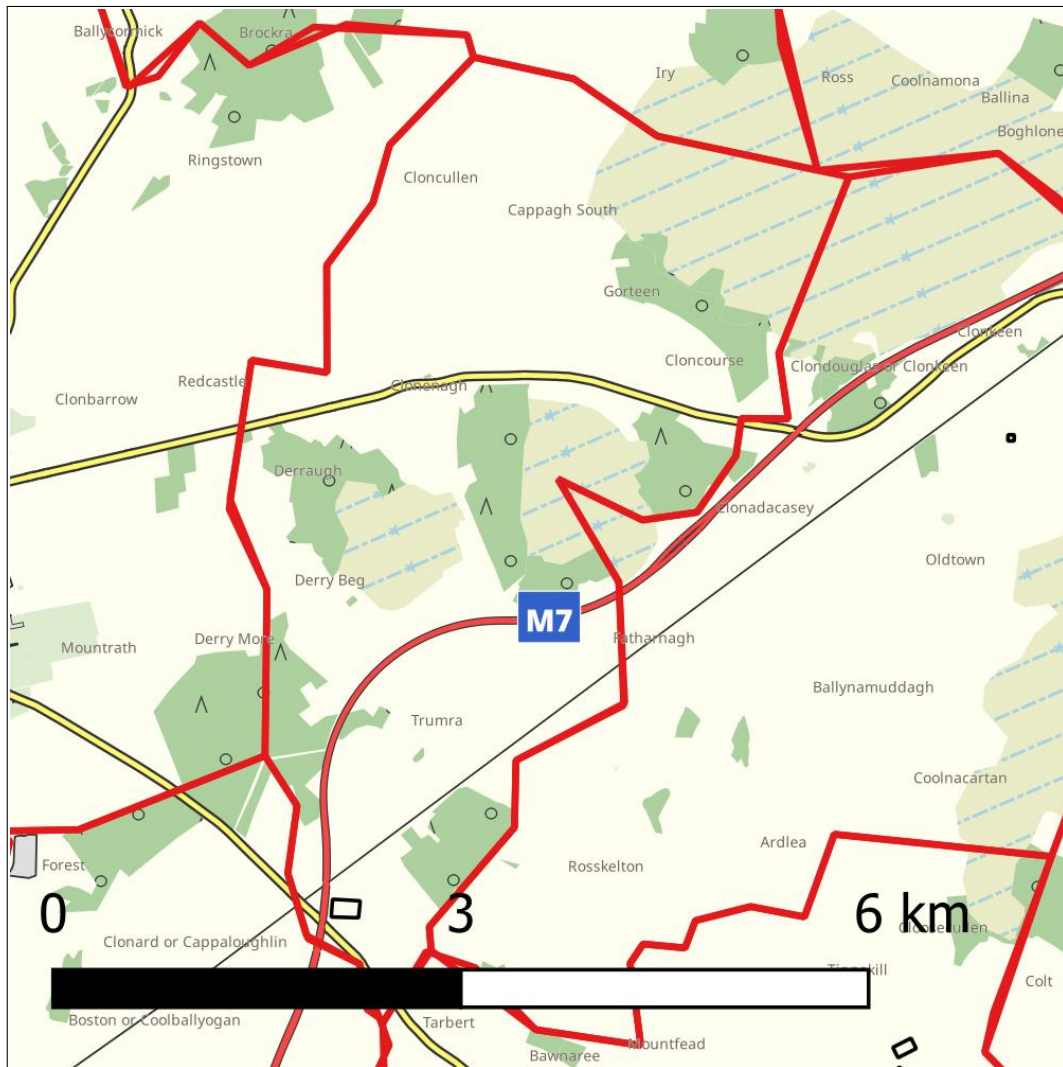 Ballycormick
Brockra
Iry
Ross
Coolnamona
Ballina
Boghlone
Ringstown
Cloncullen
Cappagh South
Gorteen
Clonkeen
Cloncourse
Clondouglas or Clonkeen
Redcastle
Clonenagh
Clonbarrow
Derraugh
Clonadacasey
Oldtown
Derry Beg
M7
Derry More
Fatharnagh
Mountrath
Ballynamuddagh
Trumra
Coolnacartan
Ardlea
Forest
Rosskelton
0 3 6 km
Clonard or Cappaloughlin
Tinnakill
Colt
Boston or Coolballyogan
Tarbert
Mountfead
Bawnaree